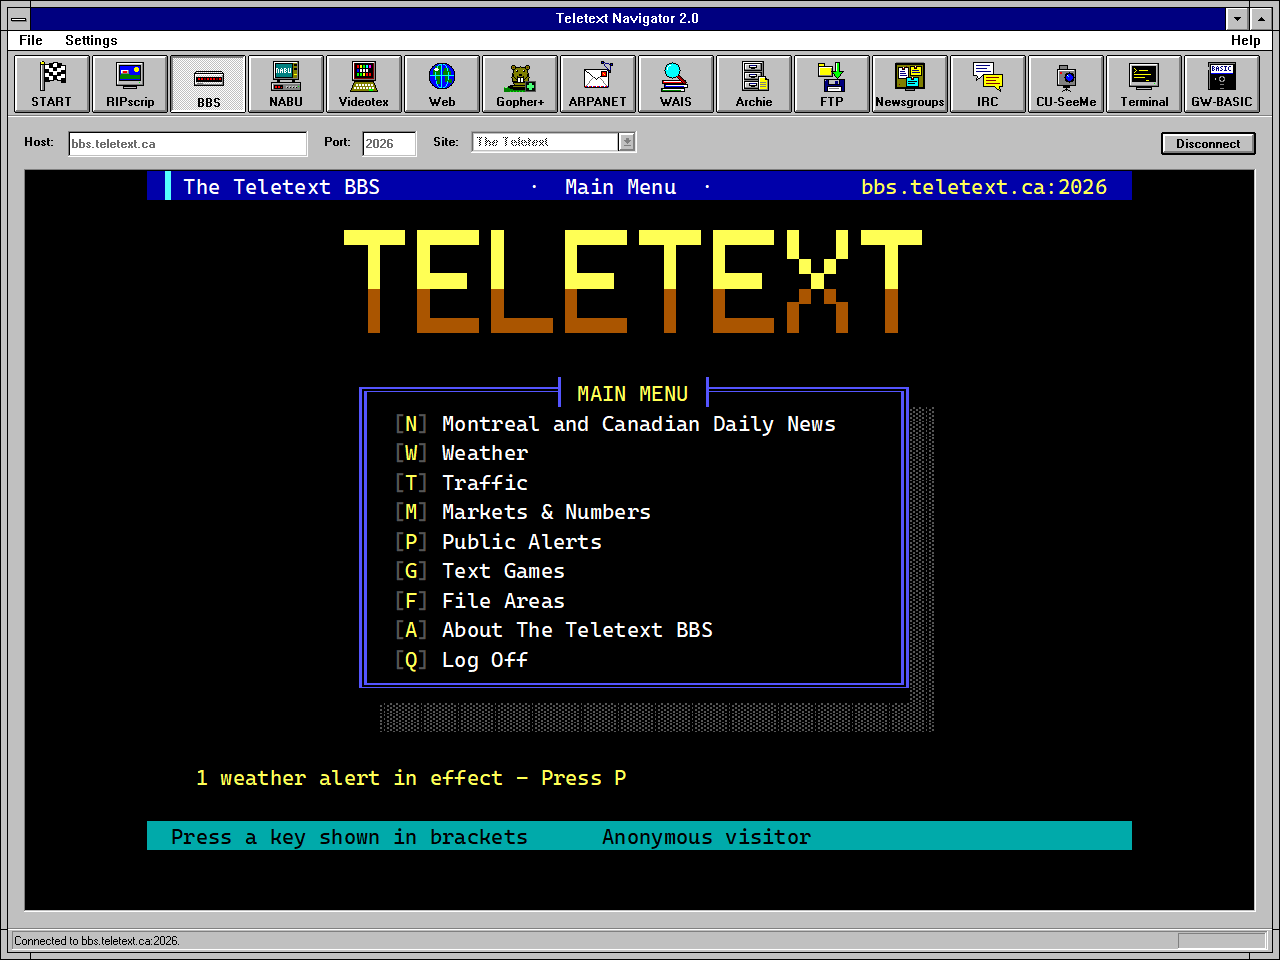 Teletext Navigator 2.0
File Settings Help
START RIPscrip BBS NABU Videotex Web Gopher+ ARPANET WAIS Archie FTP Newsgroups IRC CU-SeeMe Terminal GW-BASIC
Host: bbs.teletext.ca Port: 2026 Site: The Teletext Disconnect
The Teletext BBS · Main Menu · bbs.teletext.ca:2026
TELETEXT
MAIN MENU
[N] Montreal and Canadian Daily News
[W] Weather
[T] Traffic
[M] Markets & Numbers
[P] Public Alerts
[G] Text Games
[F] File Areas
[A] About The Teletext BBS
[Q] Log Off
1 weather alert in effect - Press P
Press a key shown in brackets Anonymous visitor
Connected to bbs.teletext.ca:2026.